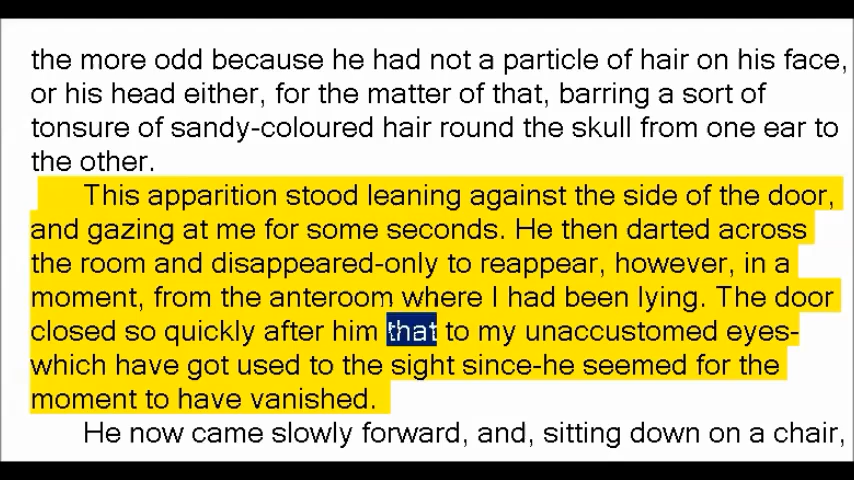 the more odd because he had not a particle of hair on his face,
or his head either, for the matter of that, barring a sort of
tonsure of sandy-coloured hair round the skull from one ear to
the other.
This apparition stood leaning against the side of the door,
and gazing at me for some seconds. He then darted across
the room and disappeared-only to reappear, however, in a
moment, from the anteroom where I had been lying. The door
closed so quickly after him that to my unaccustomed eyes-
which have got used to the sight since-he seemed for the
moment to have vanished.
He now came slowly forward, and, sitting down on a chair,